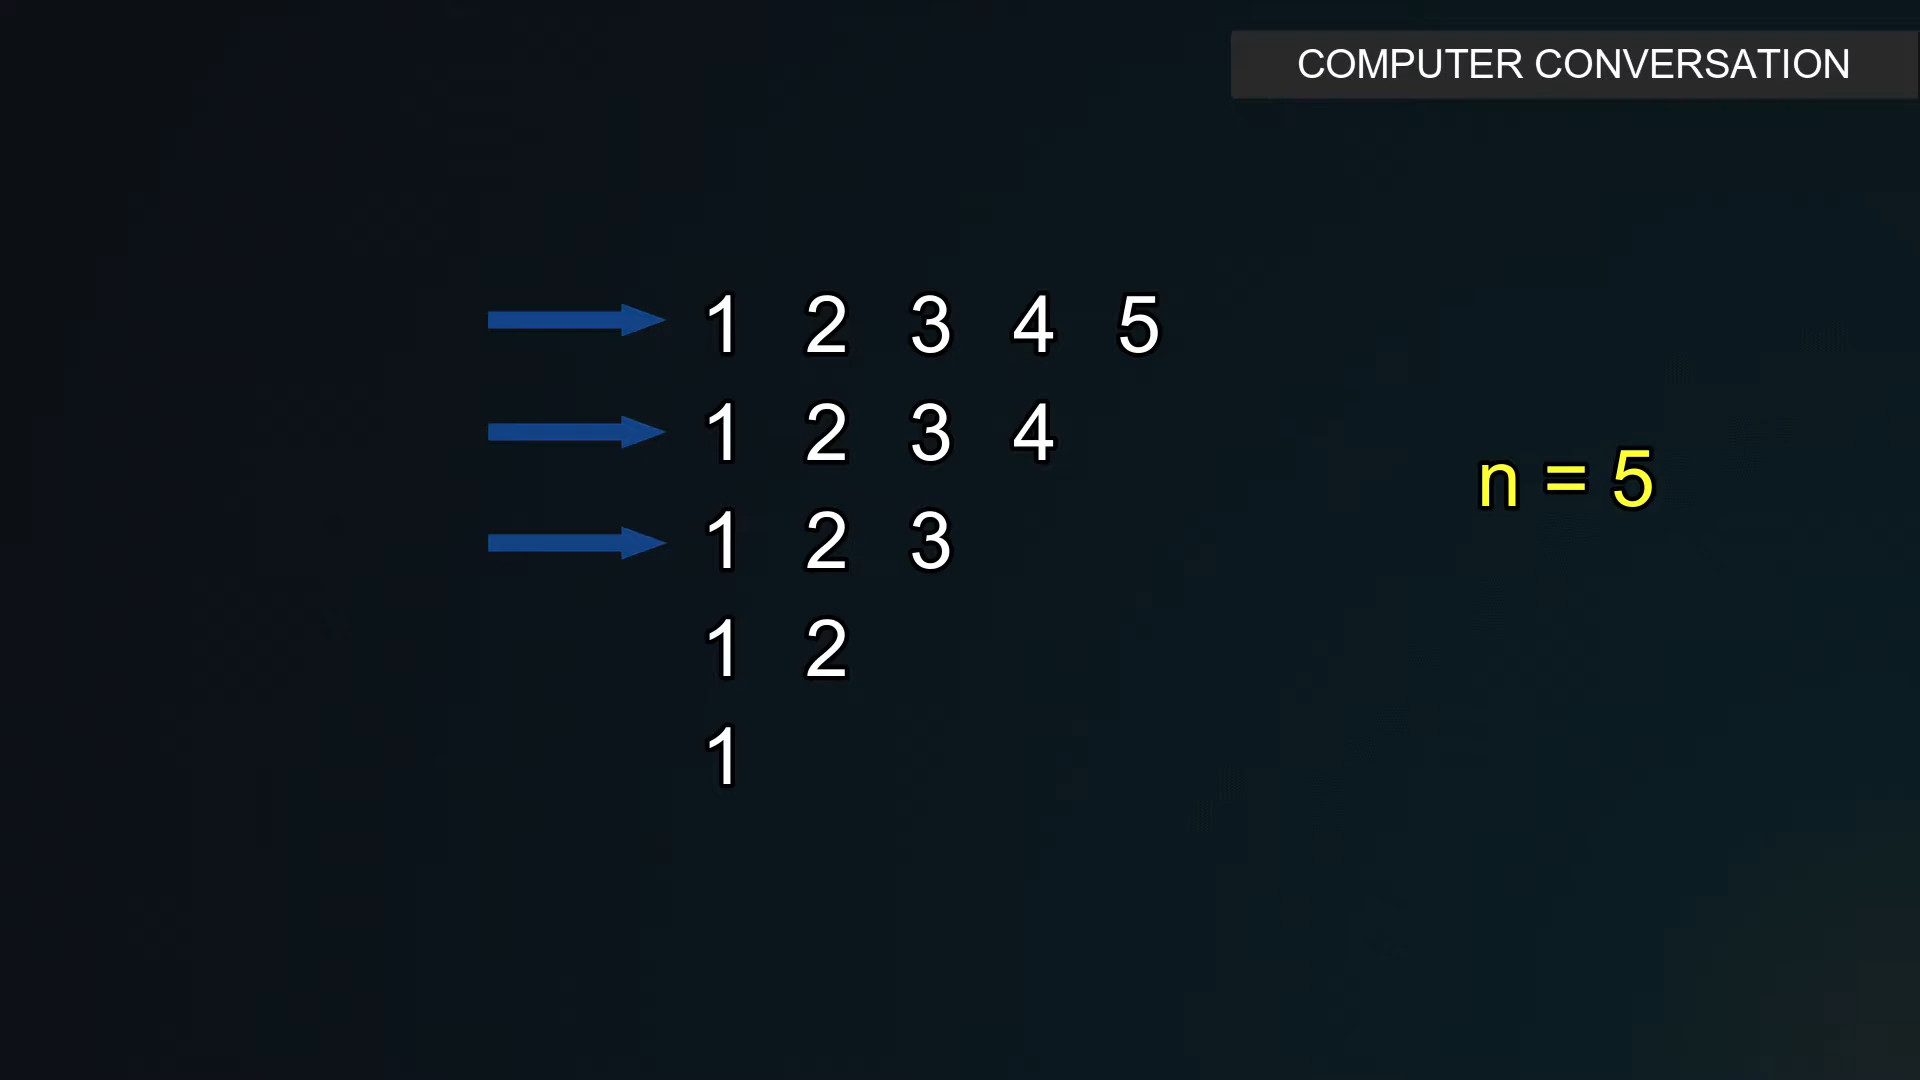 COMPUTER CONVERSATION
1 2 3 4 5
1 2 3 4
n = 5
1 2 3
1 2
1